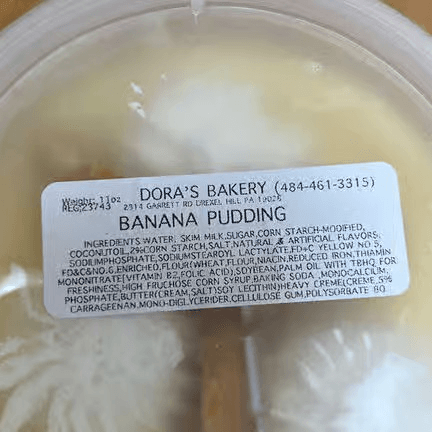 Weight: 11oz DORA'S BAKERY (484-461-3315)
REG:23743 2314 GARRETT RD DREXEL HILL PA 19026
BANANA PUDDING
INGREDIENTS WATER, SKIM MILK,SUGAR,CORN STARCH-MODIFIED,
COCONUTOIL,2%CORN STARCH,SALT,NATURAL & ARTIFICIAL FLAVORS,
SODIUMPHOSPHATE,SODIUMSTEAROYL LACTYLATE,FD+C YELLOW NO 5,
FD&C&NO.6,ENRICHED,FLOUR(WHEAT,FLOUR,NIACIN,REDUCED IRON,THIAMIN
MONONITRATE(VITAMIN B2,FOLIC ACID),SOYBEAN,PALM OIL WITH TBHQ FOR
FRESHNESS,HIGH FRUCHOSE CORN SYRUP,BAKING SODA ,MONOCALCIUM,
PHOSPHATE,BUTTER(CREAM,SALT)SOY LECITHIN)HEAVY CREME(CREME,5%
CARRAGEENAN,MONO-DIGLYCERIDER,CELLULOSE GUM,POLYSORBATE 80